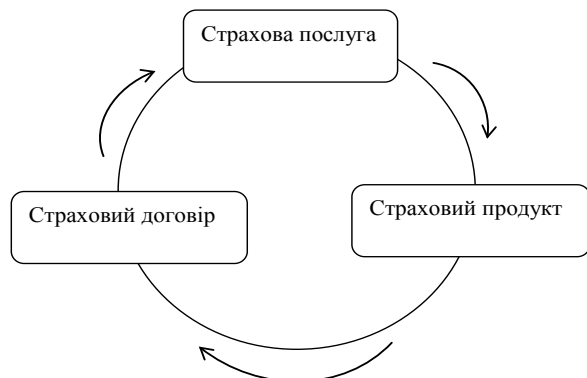 Страхова послуга
Страховий договір
Страховий продукт